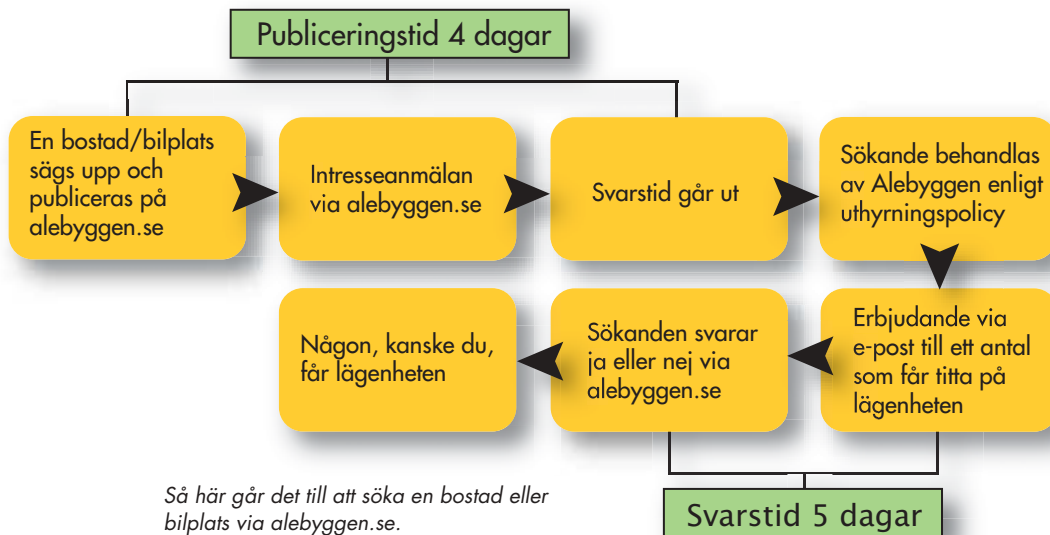 Publiceringstid 4 dagar
En bostad/bilplats
sägs upp och
publiceras på
alebyggen.se
Intresseanmälan
via alebyggen.se
Svarstid går ut
Sökande behandlas
av Alebyggen enligt
uthyrningspolicy
Erbjudande via
e-post till ett antal
som får titta på
lägenheten
Sökanden svarar
ja eller nej via
alebyggen.se
Någon, kanske du,
får lägenheten
Svarstid 5 dagar
Så här går det till att söka en bostad eller
bilplats via alebyggen.se.